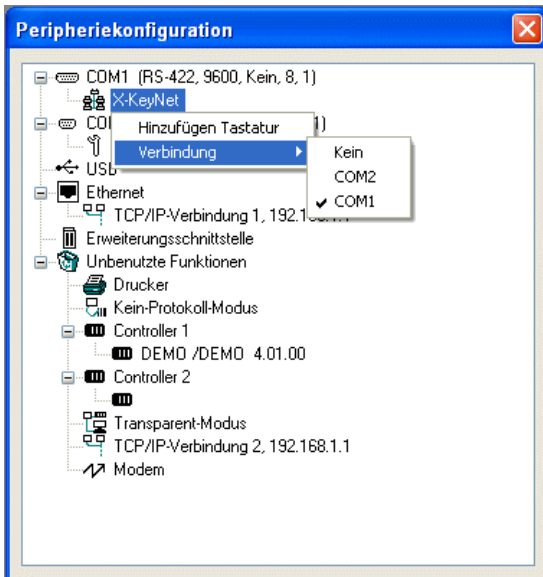 Peripheriekonfiguration
COM1 (RS-422, 9600, Kein, 8, 1)
X-KeyNet
Hinzufügen Tastatur
Verbindung
Kein
COM2
COM1
USB
Ethernet
TCP/IP-Verbindung 1,
Erweiterungsschnittstelle
Unbenutzte Funktionen
Drucker
Kein-Protokoll-Modus
Controller 1
DEMO /DEMO 4.01.00
Controller 2
Transparent-Modus
TCP/IP-Verbindung 2, 192.168.1.1
Modem